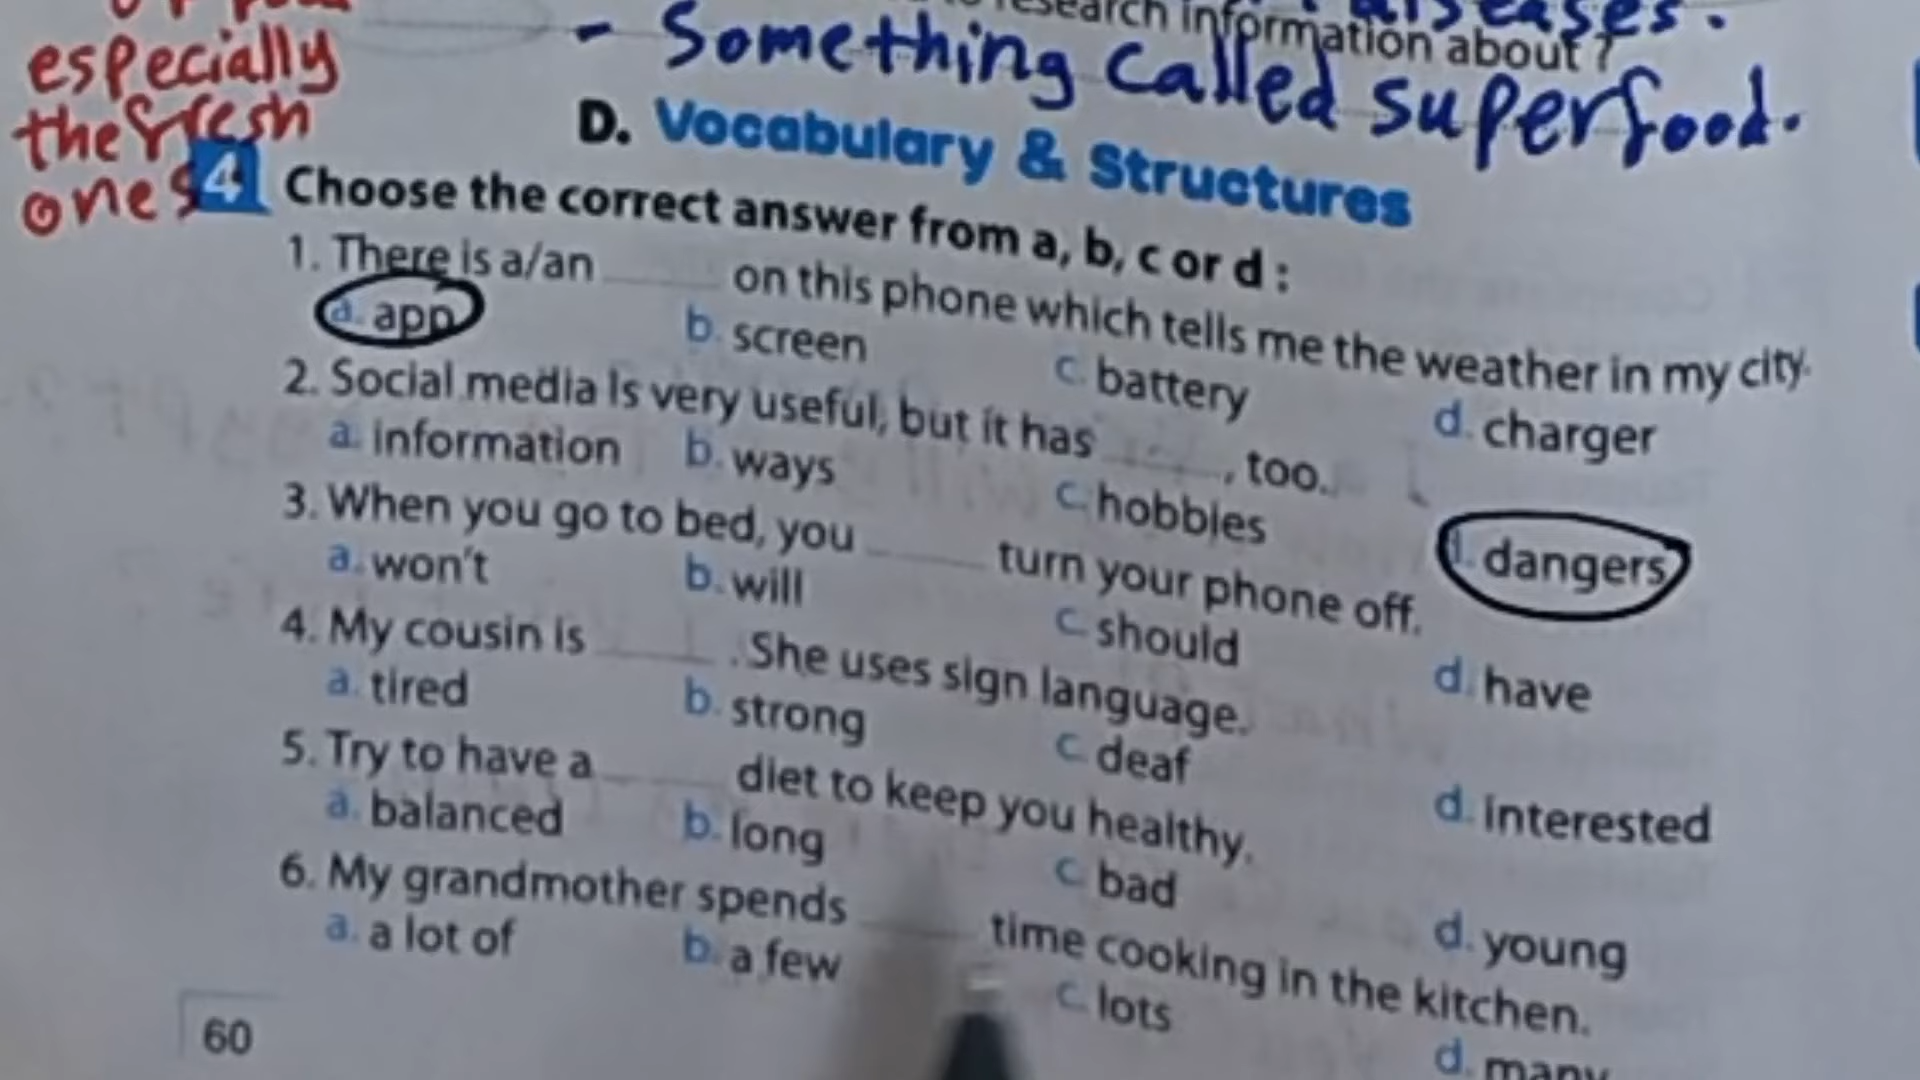 especially
the fresh
ones
research information about ?
diseases.
- Something called superfood.
D. Vocabulary & Structures
4 Choose the correct answer from a, b, c or d :
1. There is a/an ______ on this phone which tells me the weather in my city.
a. app b. screen c. battery d. charger
2. Social media is very useful, but it has ______, too.
a. information b. ways c. hobbies d. dangers
3. When you go to bed, you ______ turn your phone off.
a. won't b. will c. should d. have
4. My cousin is ______. She uses sign language.
a. tired b. strong c. deaf d. interested
5. Try to have a ______ diet to keep you healthy.
a. balanced b. long c. bad d. young
6. My grandmother spends ______ time cooking in the kitchen.
a. a lot of b. a few c. lots d. many
60